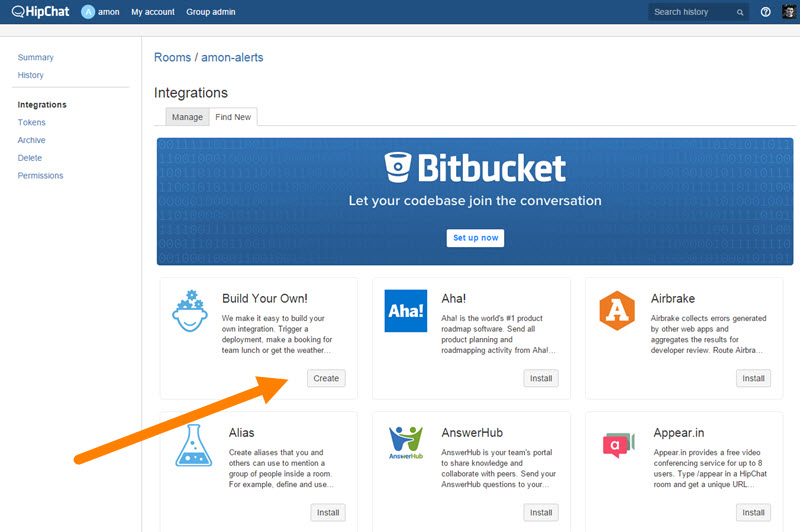 HipChat
A amon My account Group admin
Search history
?
Summary
History
Integrations
Tokens
Archive
Delete
Permissions
Rooms / amon-alerts
Integrations
Manage Find New
Bitbucket
Let your codebase join the conversation
Set up now
Build Your Own!
We make it easy to build your
own integration. Trigger a
deployment, make a booking for
team lunch or get the weather...
Create
Aha!
Aha!
Aha! is the world's #1 product
roadmap software. Send all
product planning and
roadmapping activity from Aha!...
Install
A
Airbrake
Airbrake collects errors generated
by other web apps and
aggregates the results for
developer review. Route Airbra...
Install
Alias
Create aliases that you and
others can use to mention a
group of people inside a room.
For example, define and use...
Install
AnswerHub
AnswerHub
AnswerHub is your team's portal
to share knowledge and
collaborate with peers. Send your
AnswerHub questions to your...
Install
a
Appear.in
Appear.in provides a free video
conferencing service for up to 8
users. Type /appear in a HipChat
room and get a unique URL...
Install